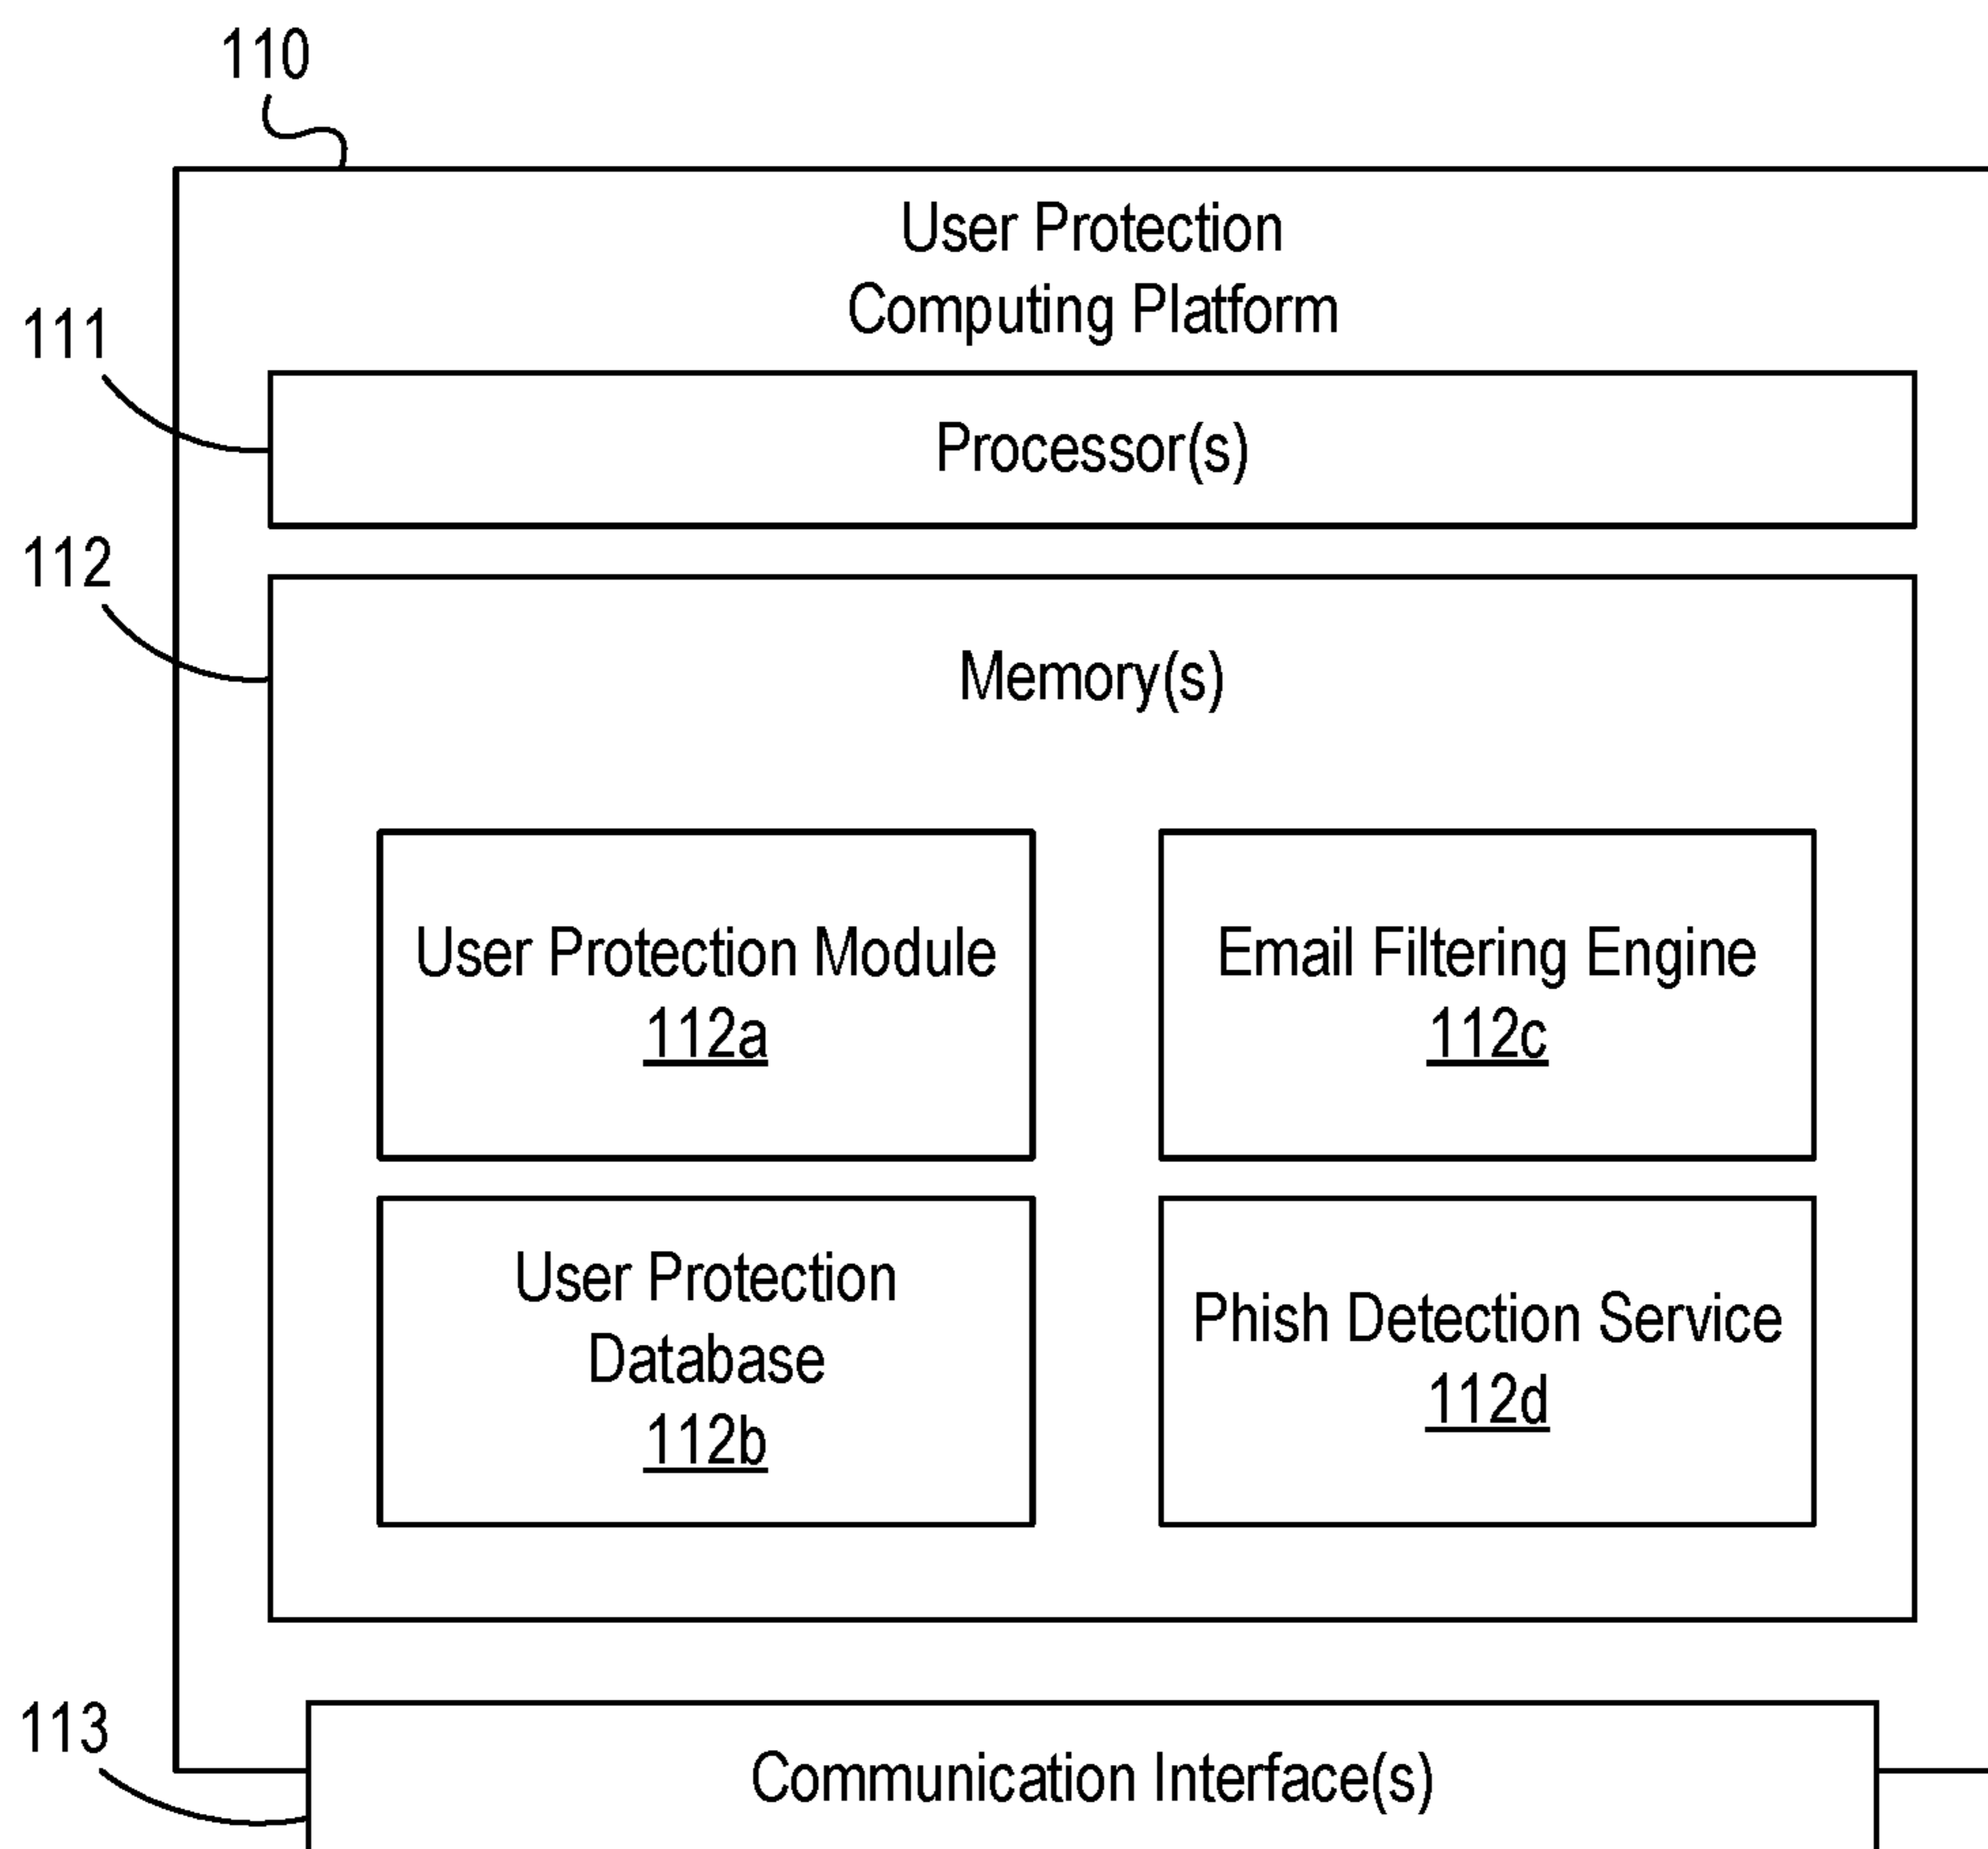 110
User Protection
Computing Platform
111
Processor(s)
112
Memory(s)
User Protection Module
112a
Email Filtering Engine
112c
User Protection
Database
112b
Phish Detection Service
112d
113
Communication Interface(s)